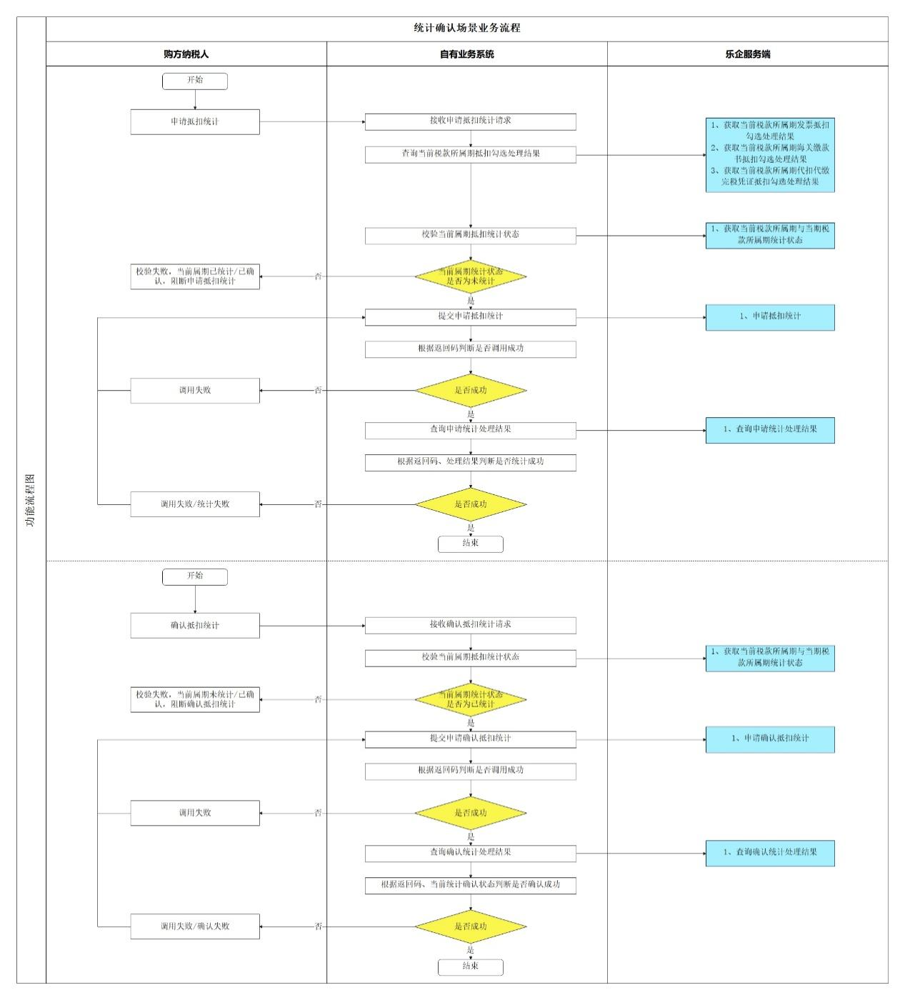 统计确认场景业务流程
购方纳税人
自有业务系统
乐企服务端
功能流程图
开始
申请抵扣统计
接收申请抵扣统计请求
查询当前税款所属期抵扣勾选处理结果
1、获取当前税款所属期发票抵扣
勾选处理结果
2、获取当前税款所属期海关缴款
书抵扣勾选处理结果
3、获取当前税款所属期代扣代缴
完税凭证抵扣勾选处理结果
校验当前属期抵扣统计状态
1、获取当前税款所属期与当期税
款所属期统计状态
当前属期统计状态
是否为未统计
否
校验失败，当前属期已统计/已确
认，阻断申请抵扣统计
是
提交申请抵扣统计
1、申请抵扣统计
根据返回码判断是否调用成功
是否成功
否
调用失败
是
查询申请统计处理结果
1、查询申请统计处理结果
根据返回码、处理结果判断是否统计成功
是否成功
否
调用失败/统计失败
是
结束
开始
确认抵扣统计
接收确认抵扣统计请求
校验当前属期抵扣统计状态
1、获取当前税款所属期与当期税
款所属期统计状态
当前属期统计状态
是否为已统计
否
校验失败，当前属期未统计/已确
认，阻断确认抵扣统计
是
提交申请确认抵扣统计
1、申请确认抵扣统计
根据返回码判断是否调用成功
是否成功
否
调用失败
是
查询确认统计处理结果
1、查询确认统计处理结果
根据返回码、当前统计确认状态判断是否确认成功
是否成功
否
调用失败/确认失败
是
结束